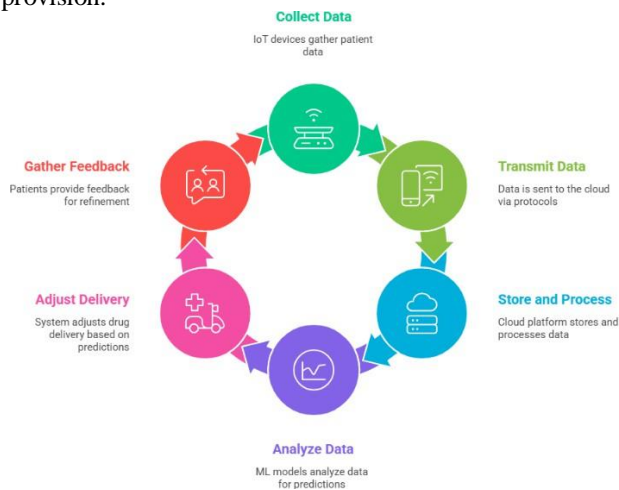 provision.
Collect Data
IoT devices gather patient
data
Transmit Data
Data is sent to the cloud
via protocols
Store and Process
Cloud platform stores and
processes data
Analyze Data
ML models analyze data
for predictions
Adjust Delivery
System adjusts drug
delivery based on
predictions
Gather Feedback
Patients provide feedback
for refinement